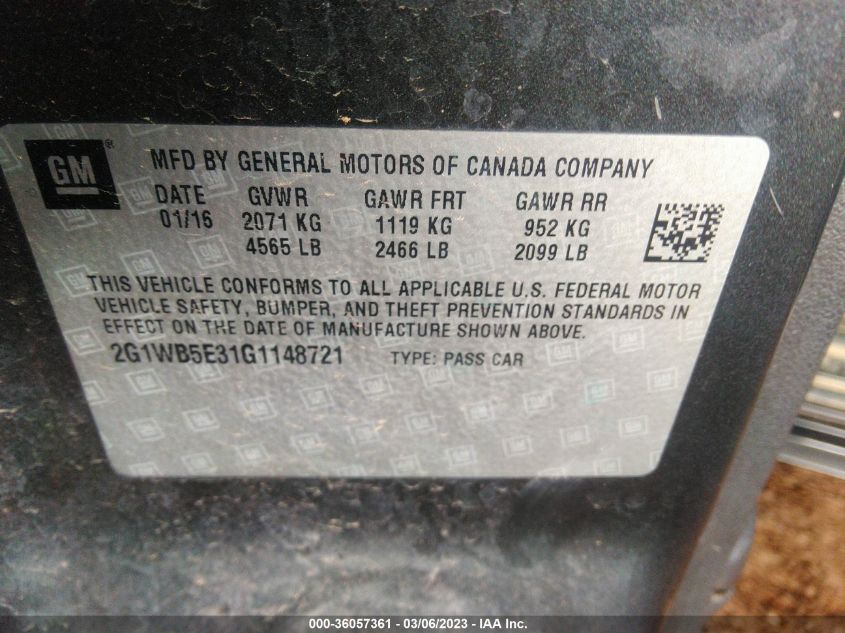 GM ®
MFD BY GENERAL MOTORS OF CANADA COMPANY
DATE GVWR GAWR FRT GAWR RR
01/16 2071 KG 1119 KG 952 KG
4565 LB 2466 LB 2099 LB
THIS VEHICLE CONFORMS TO ALL APPLICABLE U.S. FEDERAL MOTOR
VEHICLE SAFETY, BUMPER, AND THEFT PREVENTION STANDARDS IN
EFFECT ON THE DATE OF MANUFACTURE SHOWN ABOVE.
2G1WB5E31G1148721 TYPE: PASS CAR
000-36057361 - 03/06/2023 - IAA Inc.